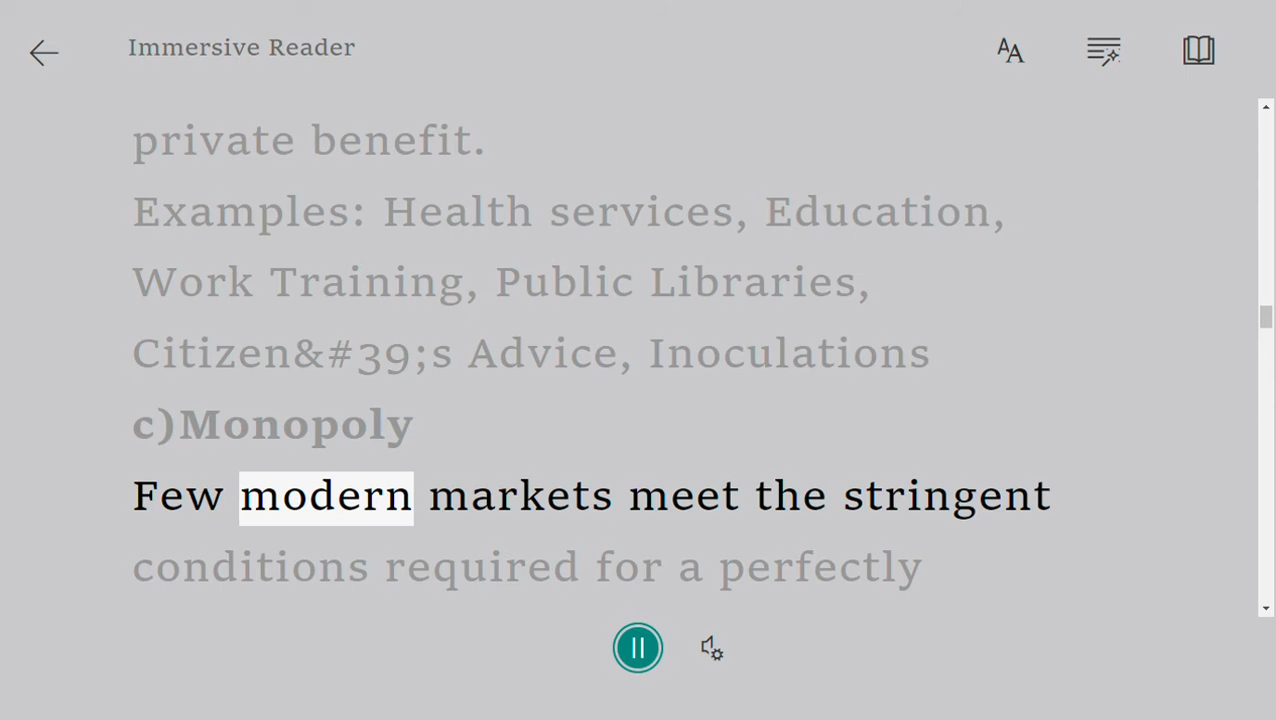 Immersive Reader
private benefit.
Examples: Health services, Education,
Work Training, Public Libraries,
Citizen&#39;s Advice, Inoculations
c)Monopoly
Few modern markets meet the stringent
conditions required for a perfectly